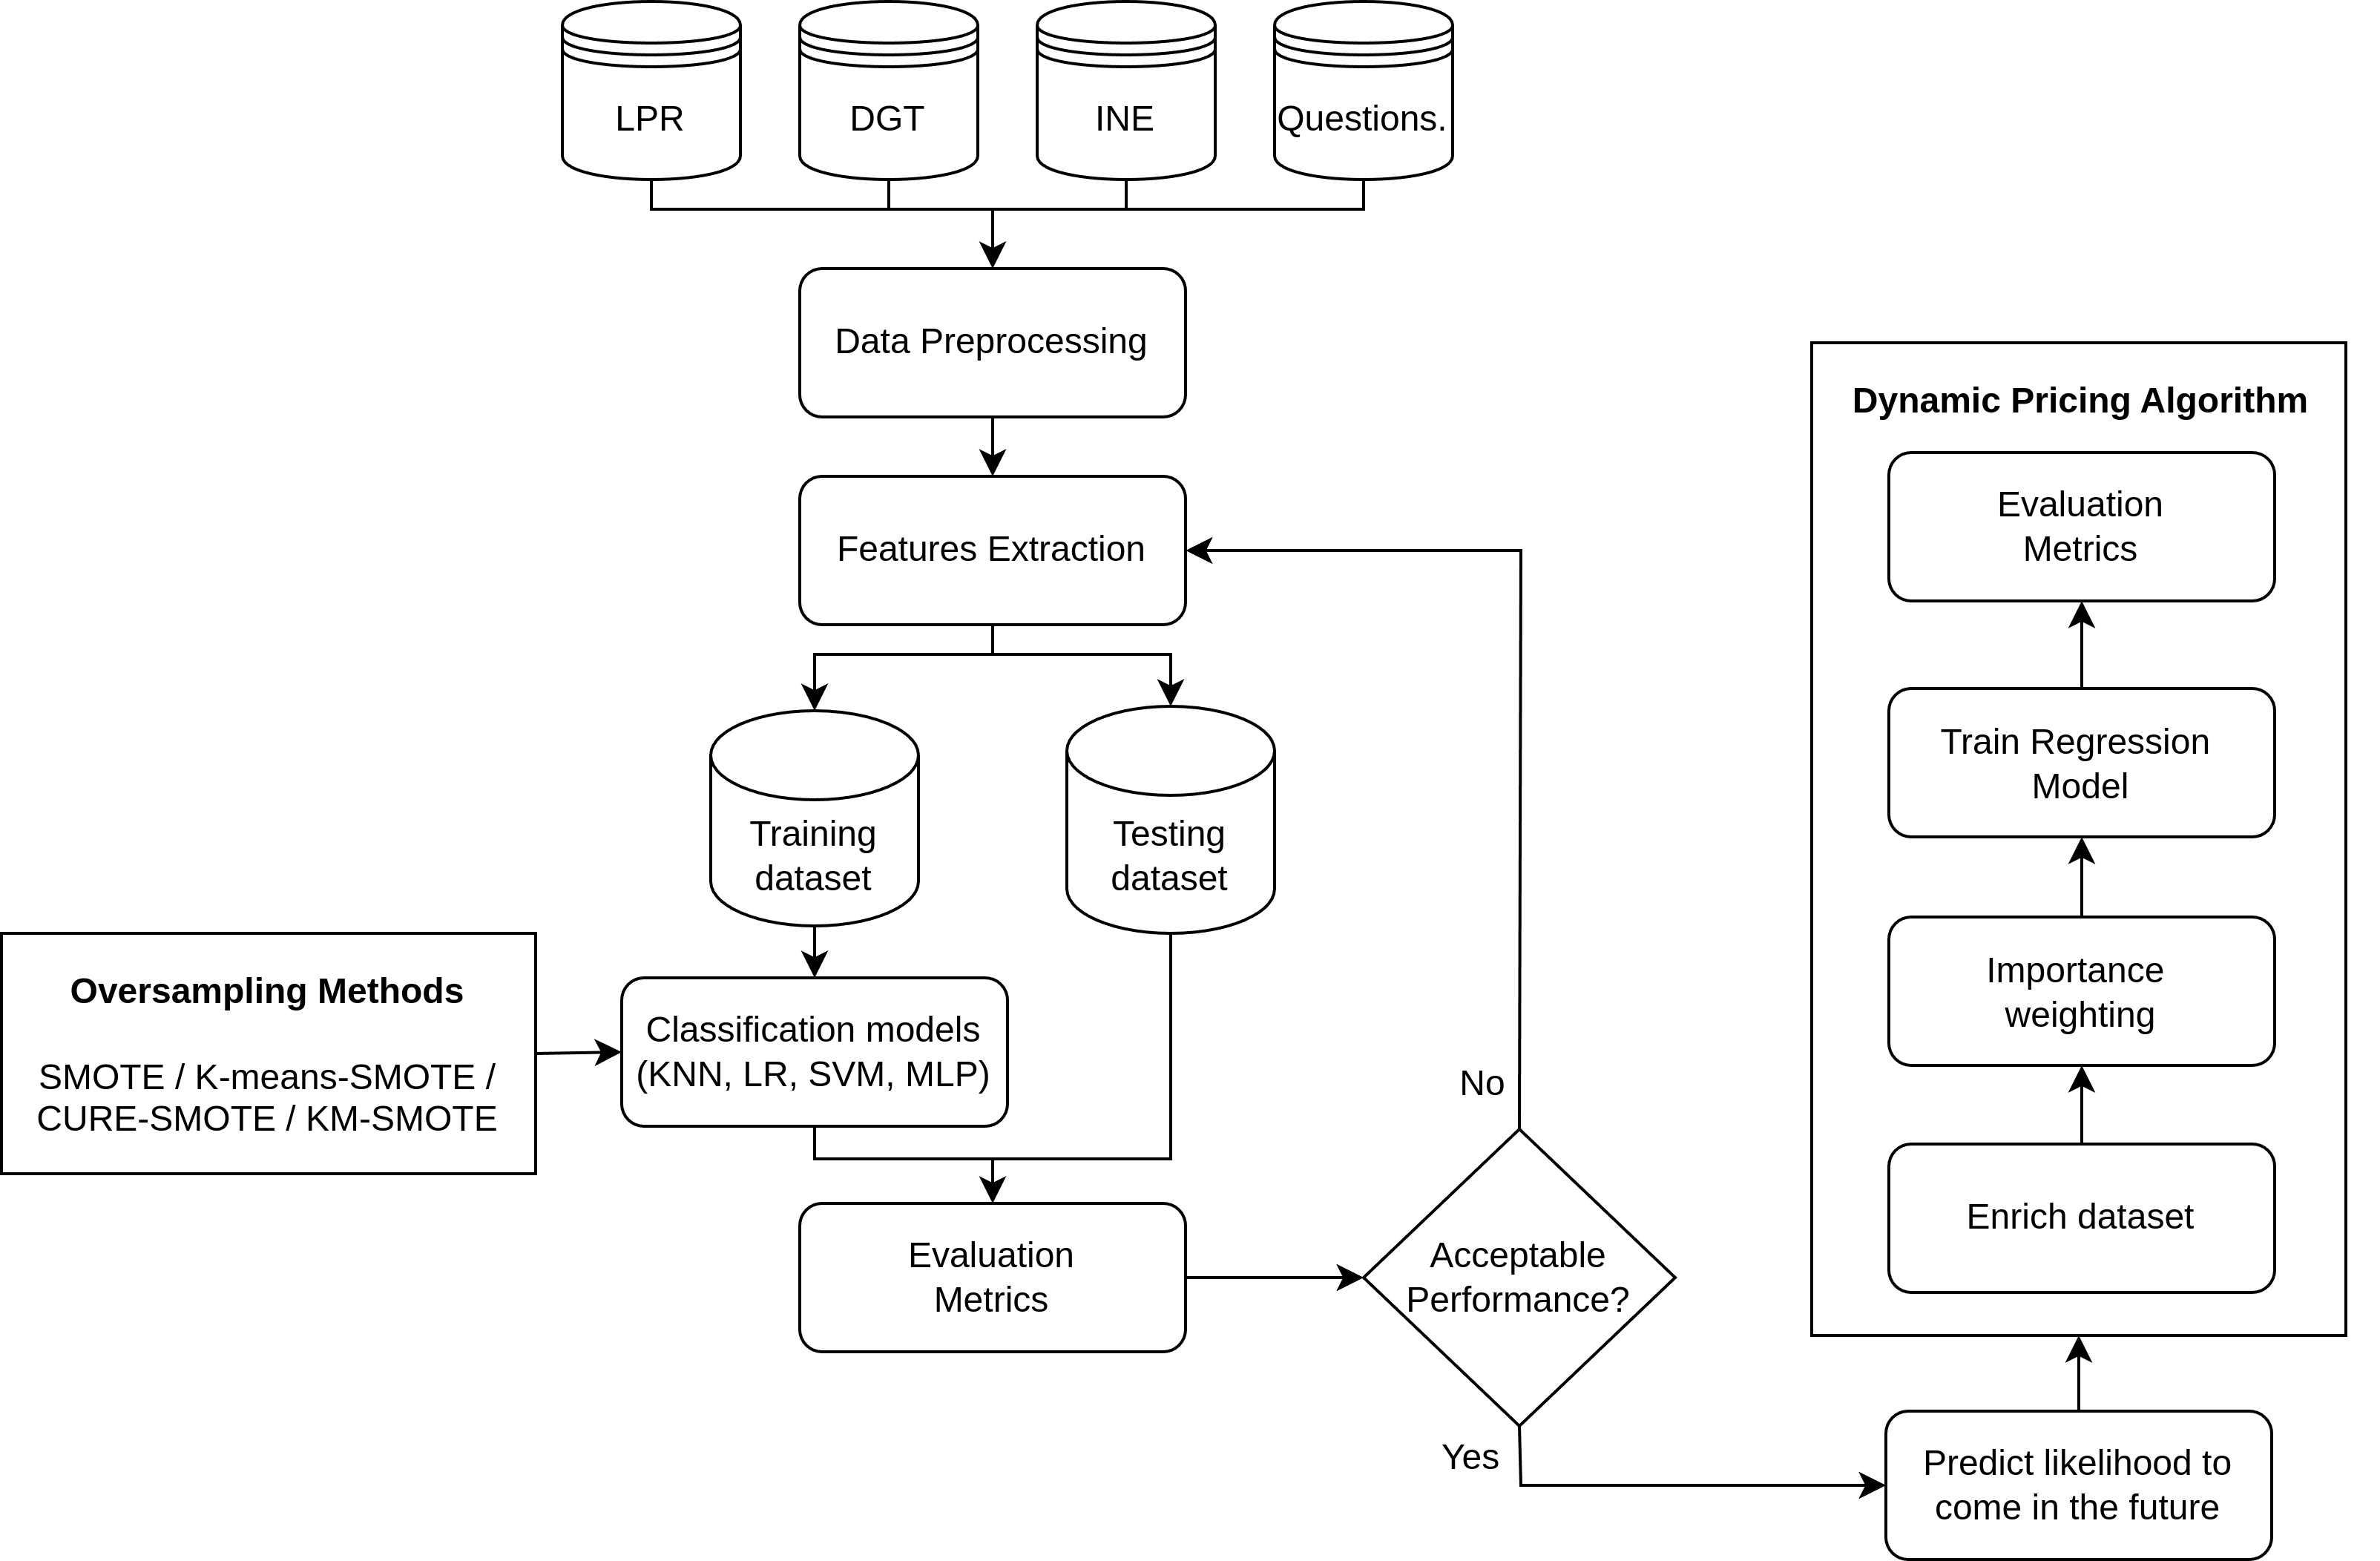 LPR
DGT
INE
Questions.
Data Preprocessing
Features Extraction
Training
dataset
Testing
dataset
Oversampling Methods
SMOTE / K-means-SMOTE /
CURE-SMOTE / KM-SMOTE
Classification models
(KNN, LR, SVM, MLP)
Evaluation
Metrics
No
Acceptable
Performance?
Yes
Dynamic Pricing Algorithm
Evaluation
Metrics
Train Regression
Model
Importance
weighting
Enrich dataset
Predict likelihood to
come in the future